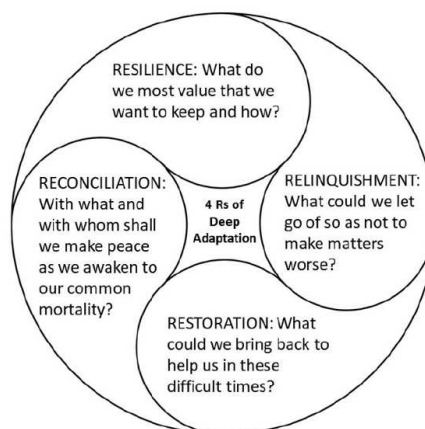 RESILIENCE: What do
we most value that we
want to keep and how?
RECONCILIATION:
With what and
with whom shall
we make peace
as we awaken to
our common
mortality?
4 Rs of
Deep
Adaptation
RELINQUISHMENT:
What could we let
go of so as not to
make matters
worse?
RESTORATION: What
could we bring back to
help us in these
difficult times?